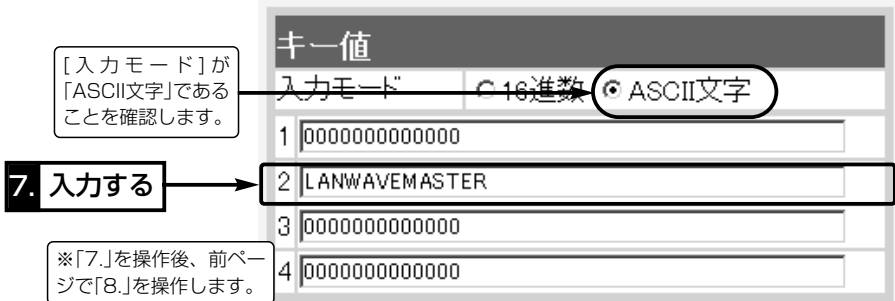 キー値
[入力モード]が
「ASCII文字」である
ことを確認します。
入力モード 16進数 ASCII文字
1 0000000000000
7. 入力する
2 LANWAVEMASTER
3 0000000000000
※「7.」を操作後、前ペー
ジで「8.」を操作します。
4 0000000000000